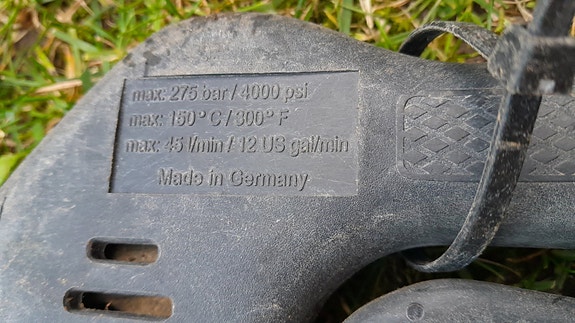 max: 275 bar / 4000 psi
max: 150° C / 300° F
max: 45 l/min / 12 US gal/min
Made in Germany